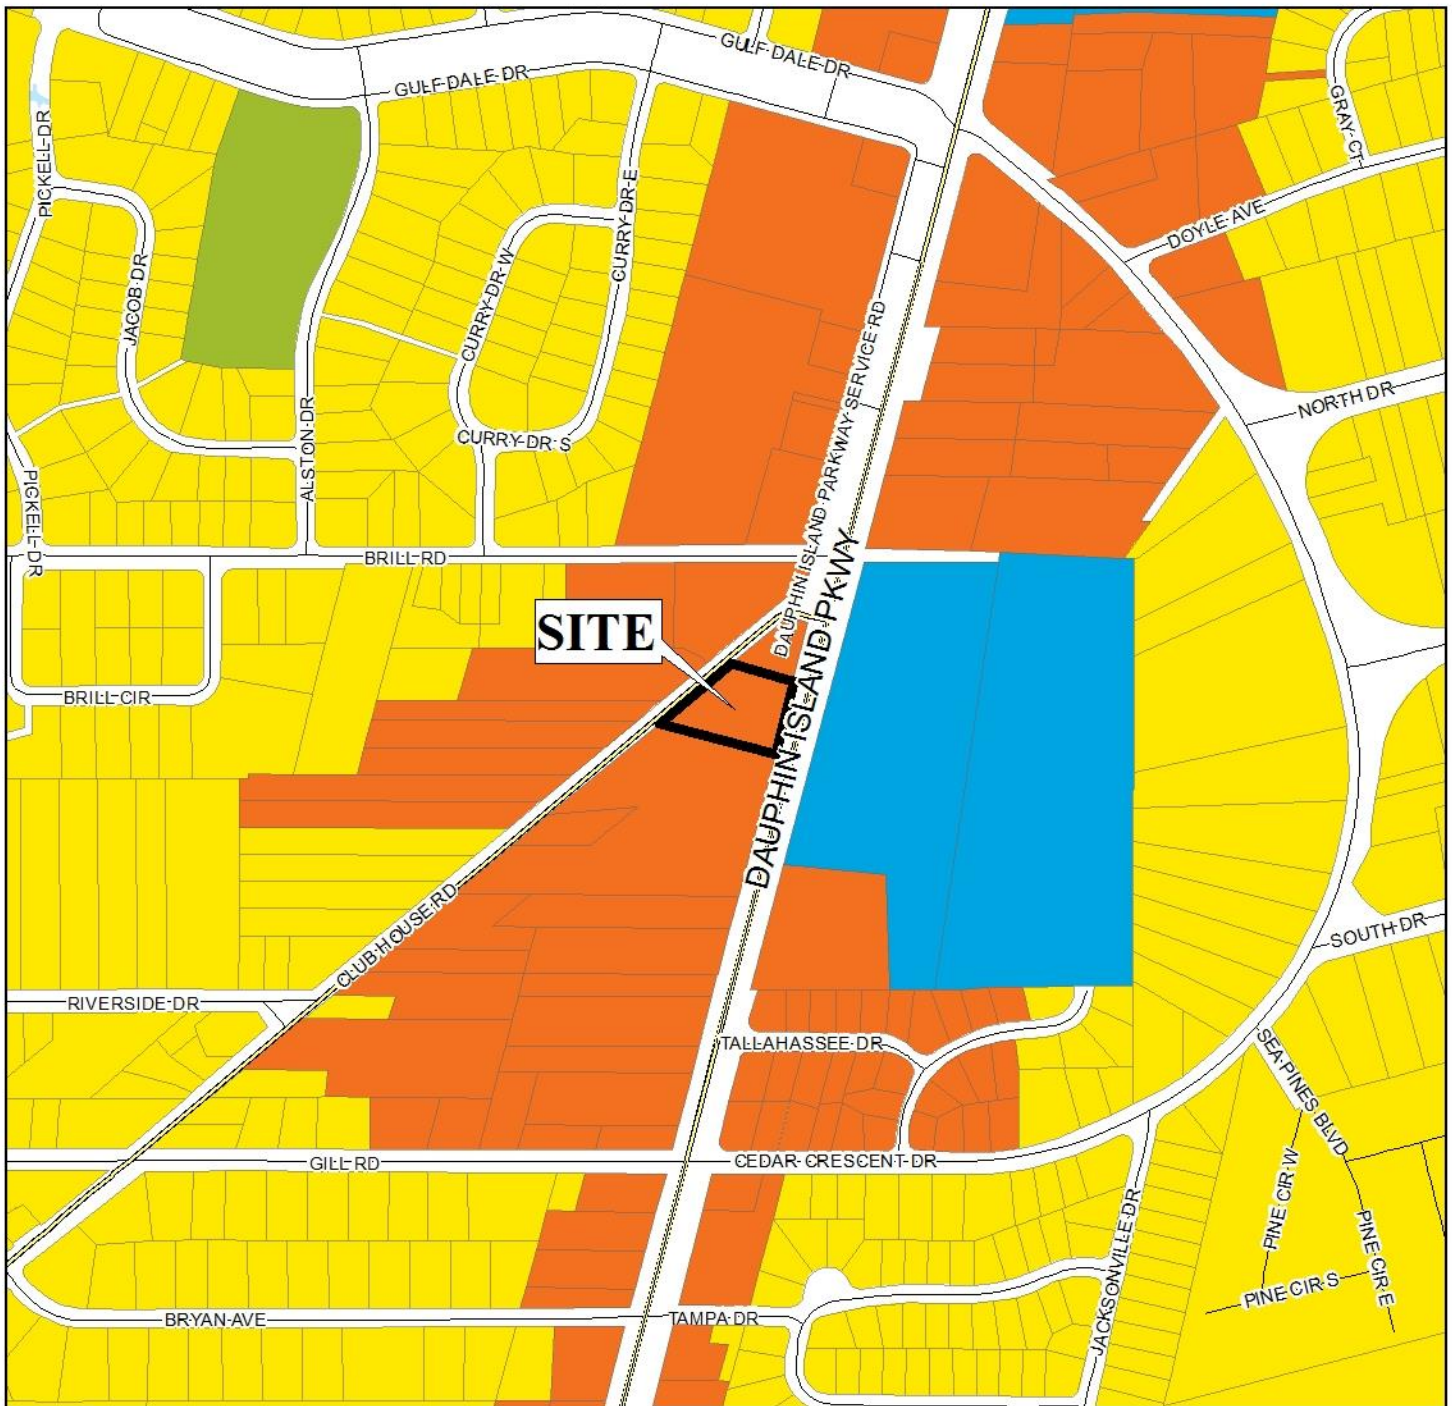 GULF DALE DR
GULF DALE DR
GRAY CT
PICKELL DR
CURRY DR E
DOYLE AVE
JACOB DR
CURRY DR W
DAUPHIN ISLAND PARKWAY SERVICE RD
NORTH DR
ALSTON DR
CURRY DR S
PICKELL DR
BRILL RD
SITE
DAUPHIN ISLAND PKWY
BRILL CIR
CLUB HOUSE RD
SOUTH DR
RIVERSIDE DR
TALLAHASSEE DR
SEA PINES BLVD
GILL RD
CEDAR CRESCENT DR
PINE CIR W
JACKSONVILLE DR
PINE CIR E
PINE CIR S
BRYAN AVE
TAMPA DR